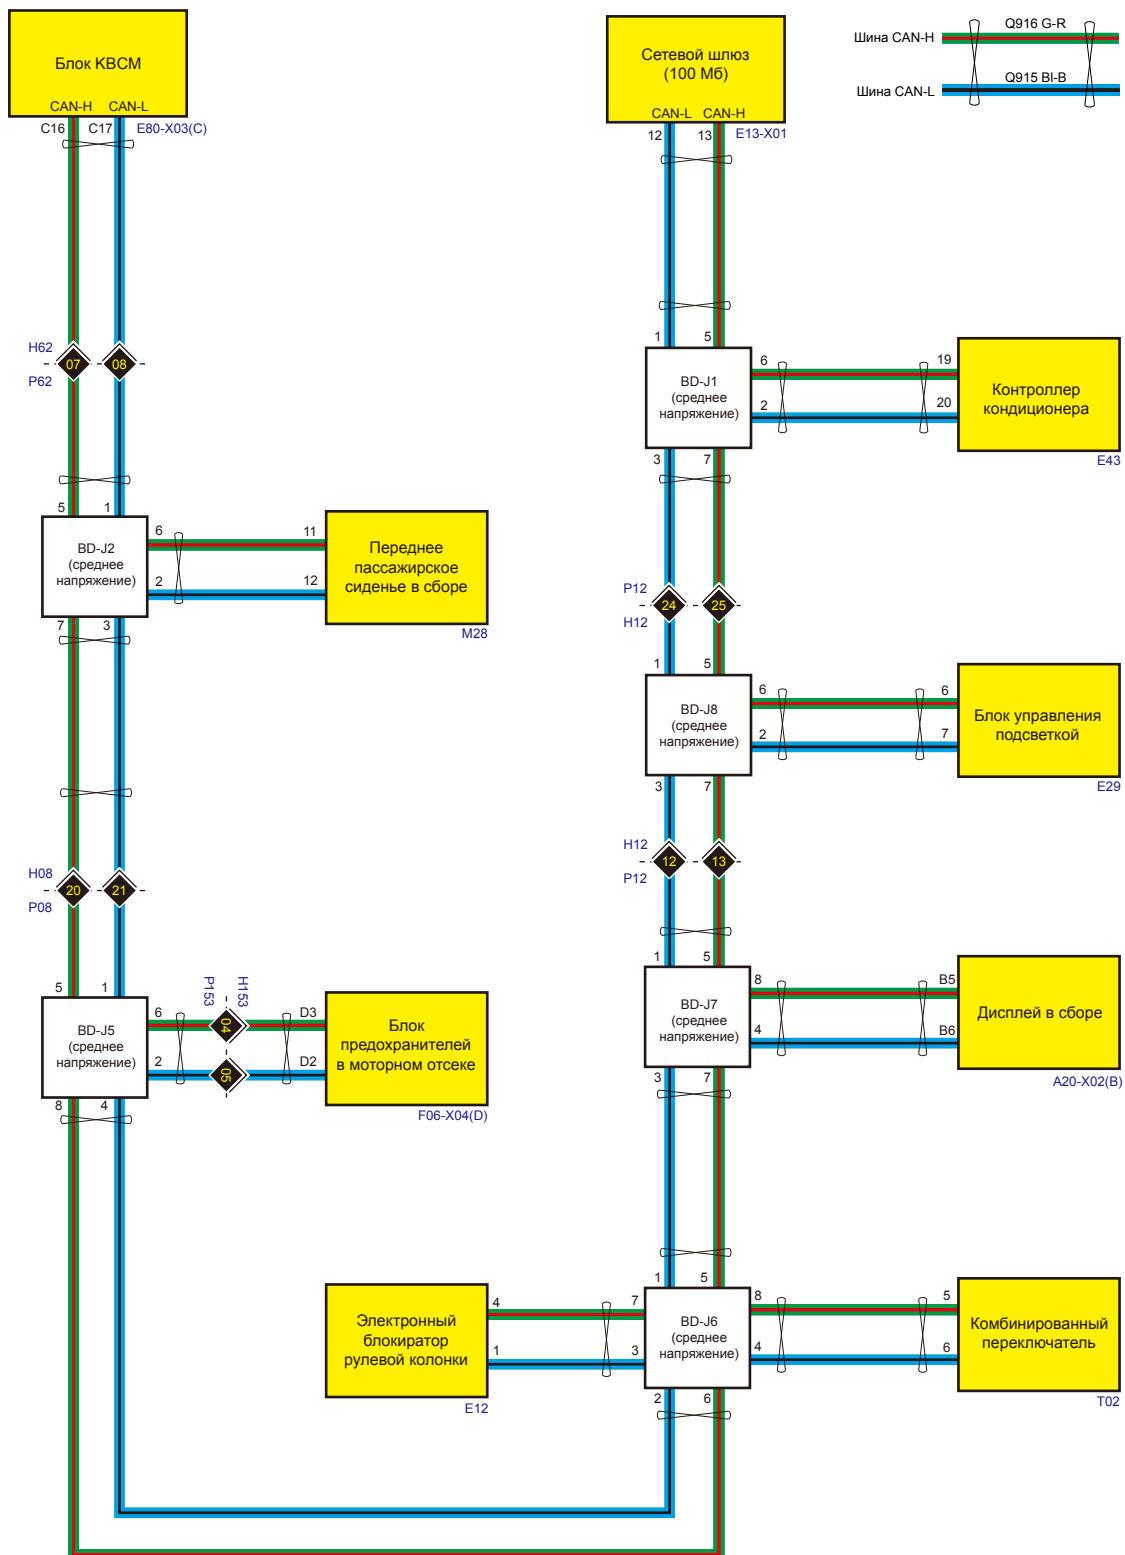 Блок KBCM
CAN-H CAN-L
C16 C17 E80-X03(C)
Сетевой шлюз
(100 Мб)
CAN-L CAN-H
12 13 E13-X01
Q916 G-R
Шина CAN-H
Q915 BI-B
Шина CAN-L
H62
07 08
P62
5 1
BD-J2
(среднее
напряжение)
6 11
2 12
Переднее
пассажирское
сиденье в сборе
M28
7 3
H08
20 21
P08
5 1
BD-J5
(среднее
напряжение)
6 D3
2 D2
P153 H153
04
05
Блок
предохранителей
в моторном отсеке
F06-X04(D)
8 4
1 5
BD-J1
(среднее
напряжение)
6 19
2 20
Контроллер
кондиционера
E43
3 7
P12
24 25
H12
1 5
BD-J8
(среднее
напряжение)
6 6
2 7
Блок управления
подсветкой
E29
3 7
H12
12 13
P12
1 5
BD-J7
(среднее
напряжение)
8 B5
4 B6
Дисплей в сборе
A20-X02(B)
3 7
1 5
BD-J6
(среднее
напряжение)
4 7
1 3
Электронный
блокиратор
рулевой колонки
E12
8 5
4 6
Комбинированный
переключатель
T02
2 6